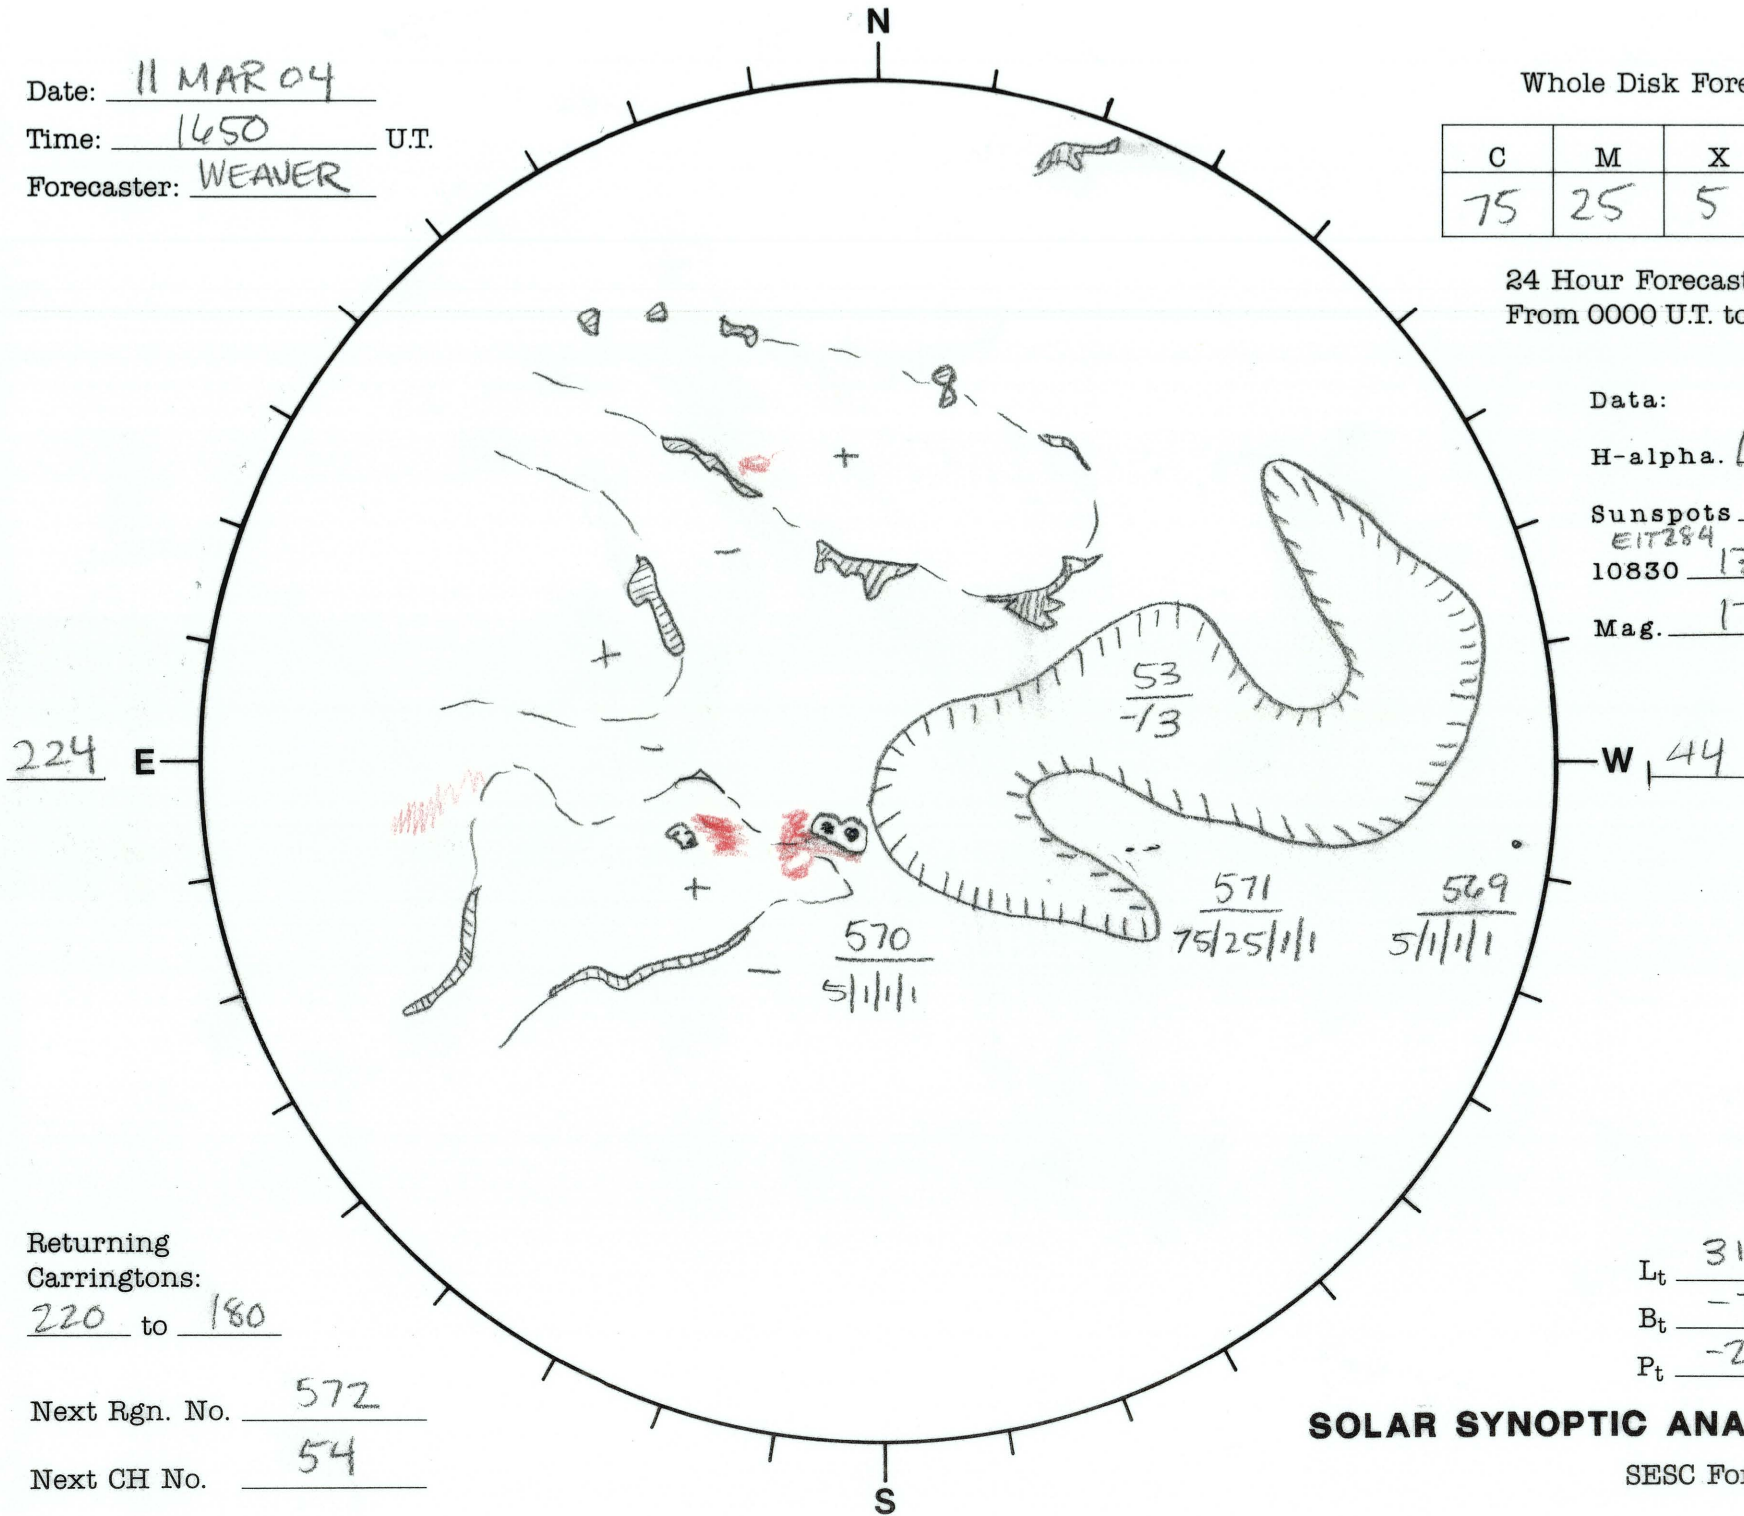 N
Date: 11 MAR 04
Time: 1650 U.T.
Forecaster: WEAVER
Whole Disk Fore
C M X
75 25 5
24 Hour Forecast
From 0000 U.T. to
Data:
H-alpha.
Sunspots
EIT284
10830
Mag.
+
-
+
53
-/3
224 E
-
W 44
+
571
75/25/1/1
569
5/1/1/1
570
5/1/1/1
-
Returning
Carringtons:
220 to 180
Lt 31
Bt -
Pt -2
Next Rgn. No. 572
Next CH No. 54
SOLAR SYNOPTIC ANA
SESC For
S